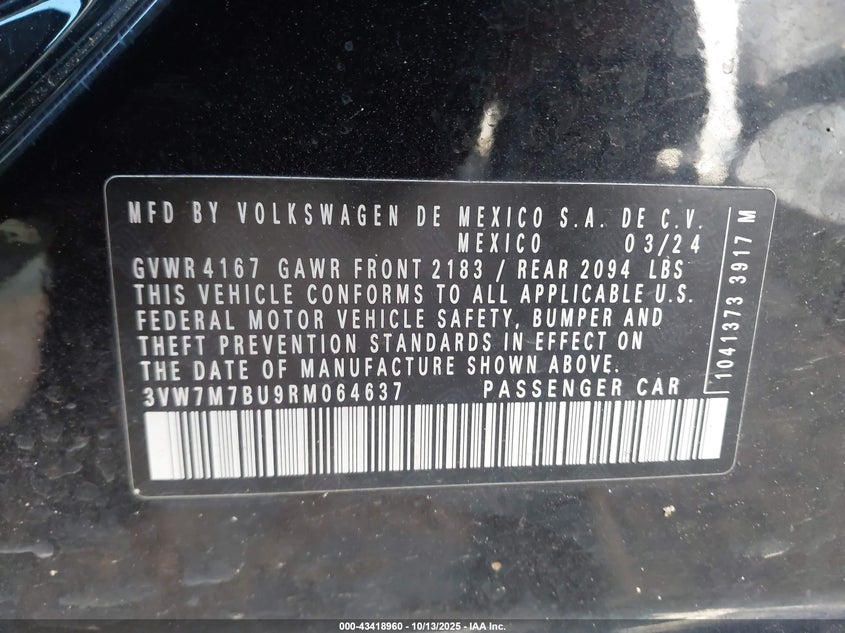 MFD BY VOLKSWAGEN DE MEXICO S.A. DE C.V.
MEXICO 03/24
GVWR 4167 GAWR FRONT 2183 / REAR 2094 LBS
THIS VEHICLE CONFORMS TO ALL APPLICABLE U.S.
FEDERAL MOTOR VEHICLE SAFETY, BUMPER AND
THEFT PREVENTION STANDARDS IN EFFECT ON
THE DATE OF MANUFACTURE SHOWN ABOVE.
3VW7M7BU9RM064637 PASSENGER CAR
1041373 3917 M
000-43418960 - 10/13/2025 - IAA Inc.